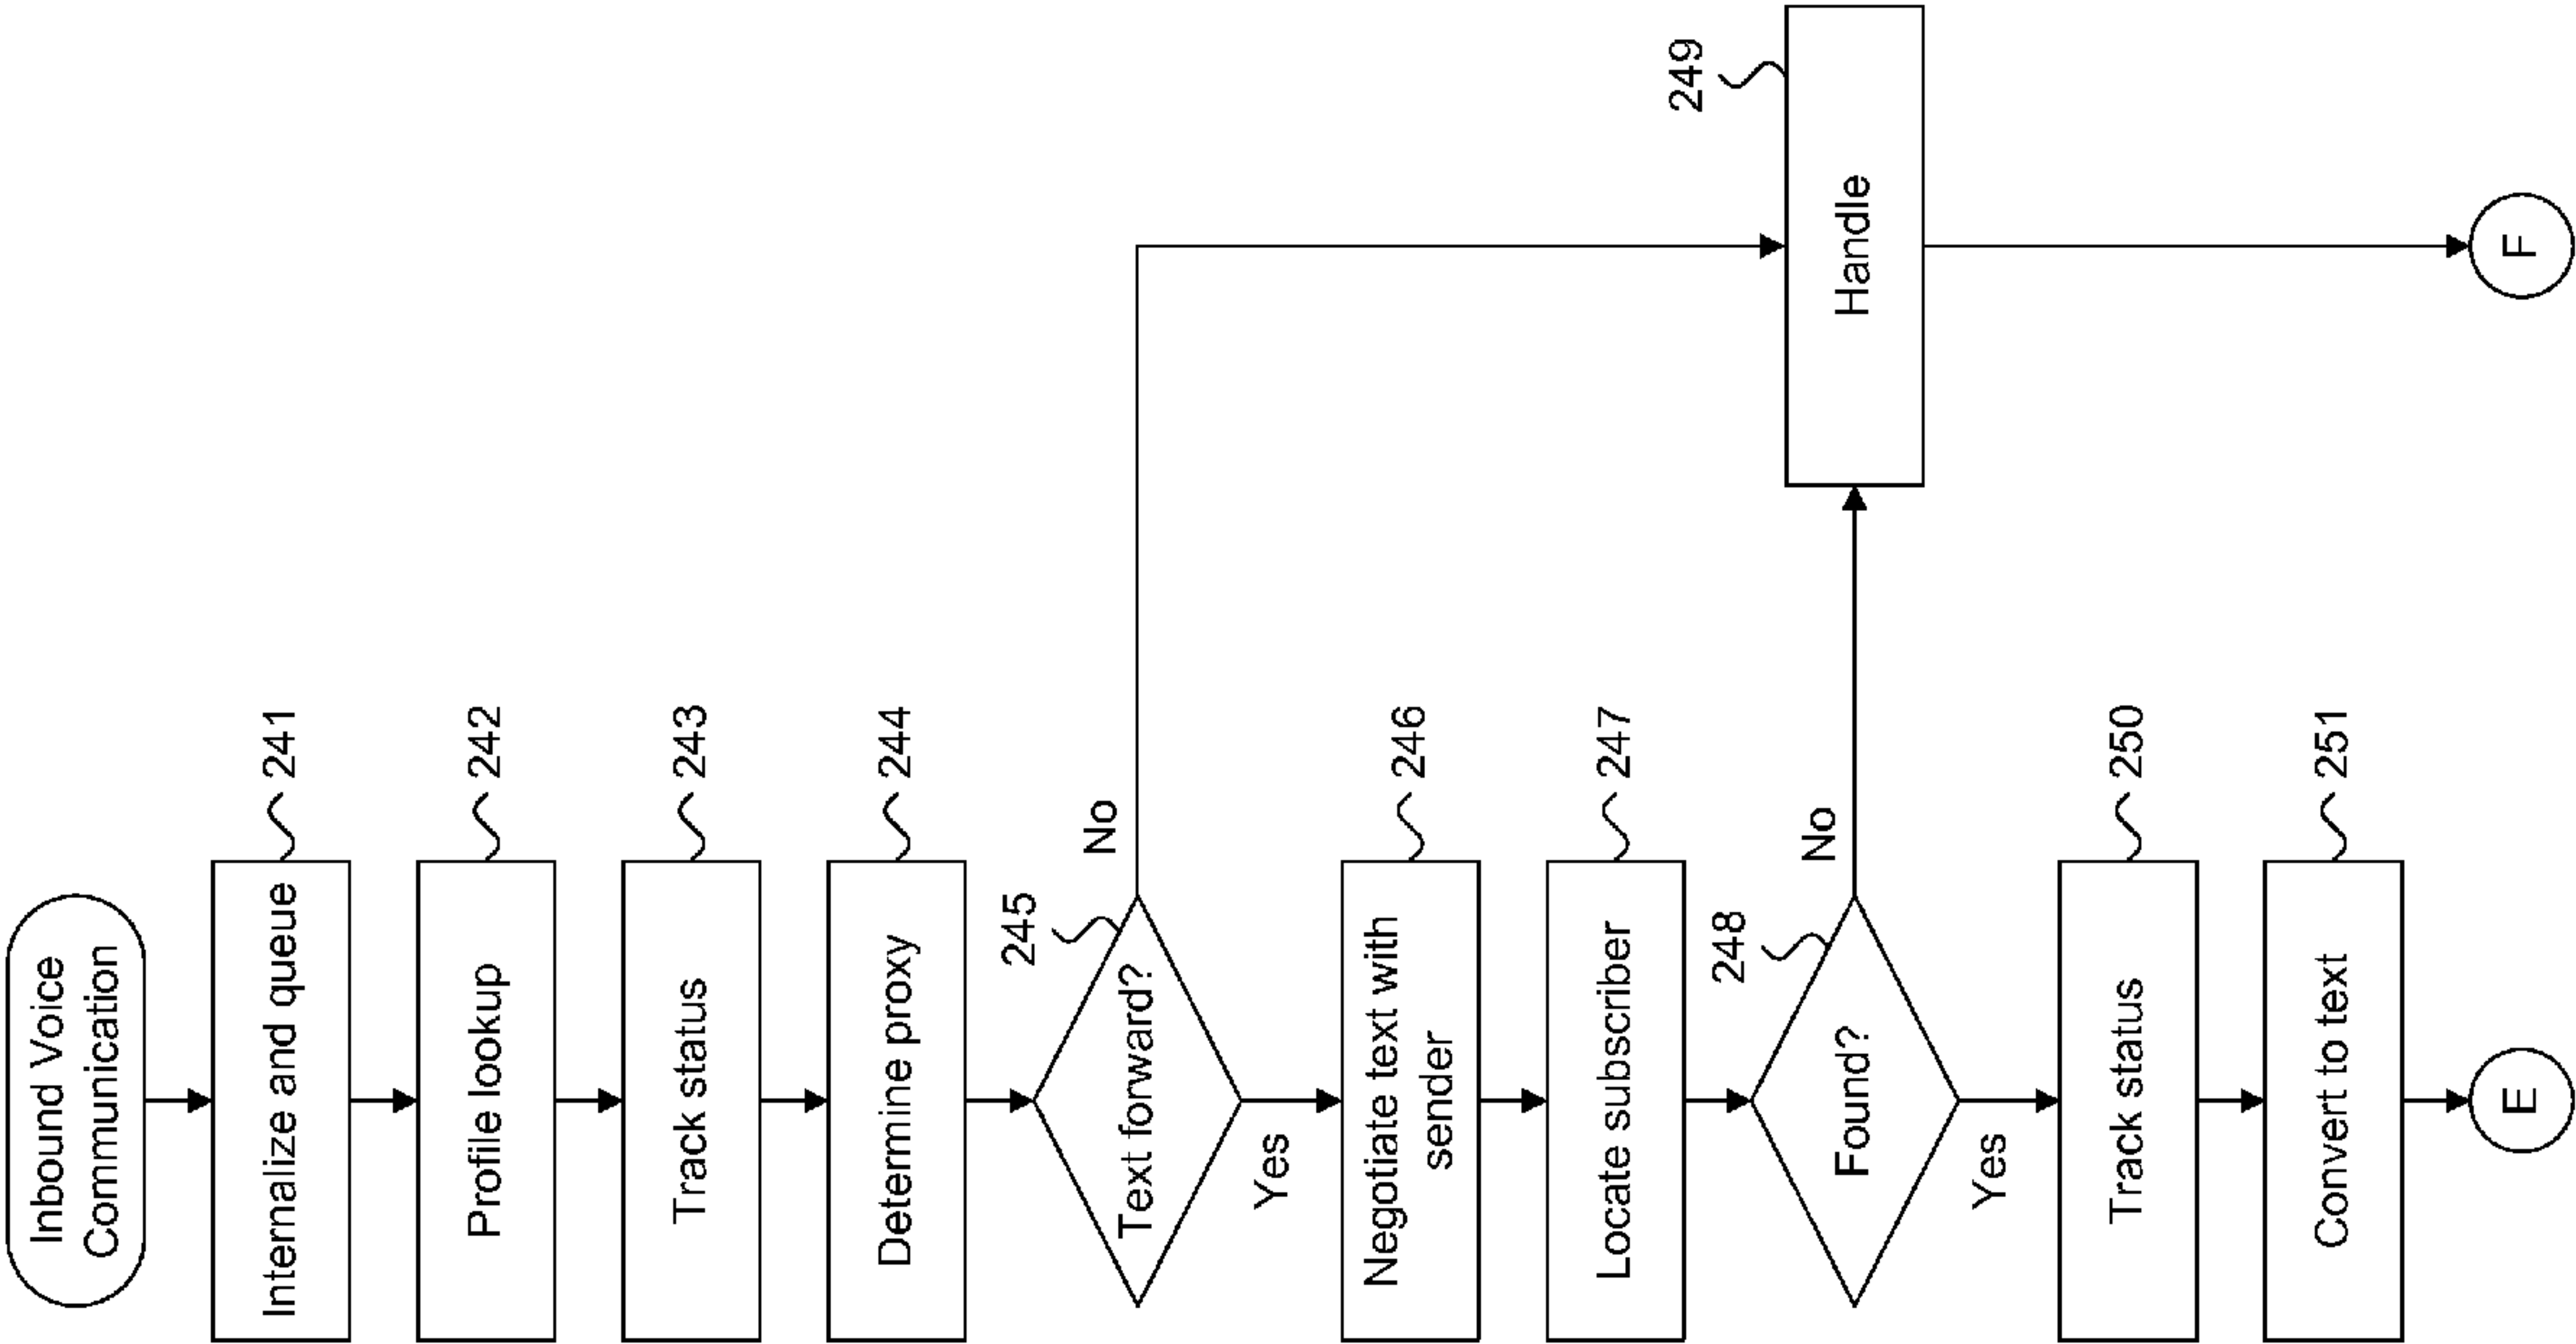 Inbound Voice
Communication
Internalize and queue
241
Profile lookup
242
Track status
243
Determine proxy
244
245
Text forward?
No
Yes
Negotiate text with
sender
246
Locate subscriber
247
248
Found?
No
249
Handle
Yes
Track status
250
Convert to text
251
E
F